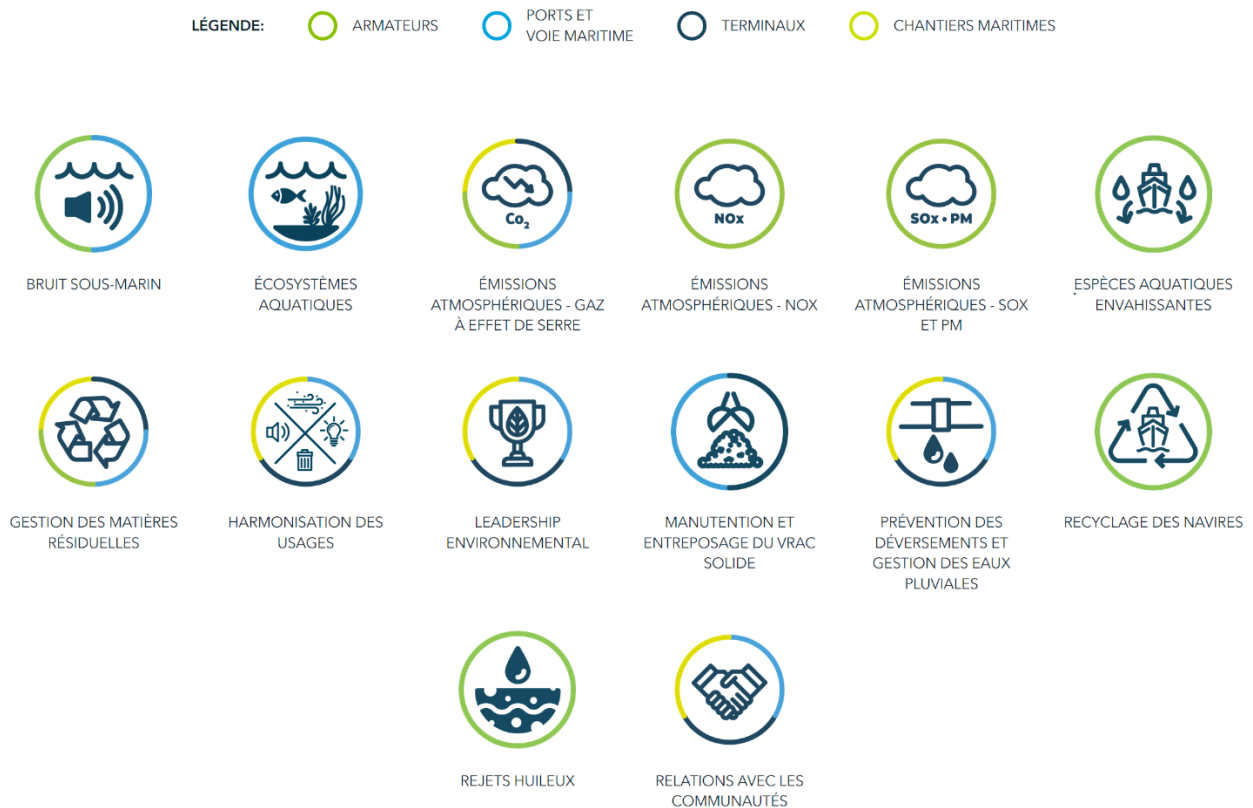 LÉGENDE:
ARMATEURS
PORTS ET
VOIE MARITIME
TERMINAUX
CHANTIERS MARITIMES
Co₂
NOx
SOx • PM
BRUIT SOUS-MARIN
ÉCOSYSTÈMES
AQUATIQUES
ÉMISSIONS
ATMOSPHÉRIQUES - GAZ
À EFFET DE SERRE
ÉMISSIONS
ATMOSPHÉRIQUES - NOX
ÉMISSIONS
ATMOSPHÉRIQUES - SOX
ET PM
ESPÈCES AQUATIQUES
ENVAHISSANTES
GESTION DES MATIÈRES
RÉSIDUELLES
HARMONISATION DES
USAGES
LEADERSHIP
ENVIRONNEMENTAL
MANUTENTION ET
ENTREPOSAGE DU VRAC
SOLIDE
PRÉVENTION DES
DÉVERSEMENTS ET
GESTION DES EAUX
PLUVIALES
RECYCLAGE DES NAVIRES
REJETS HUILEUX
RELATIONS AVEC LES
COMMUNAUTÉS